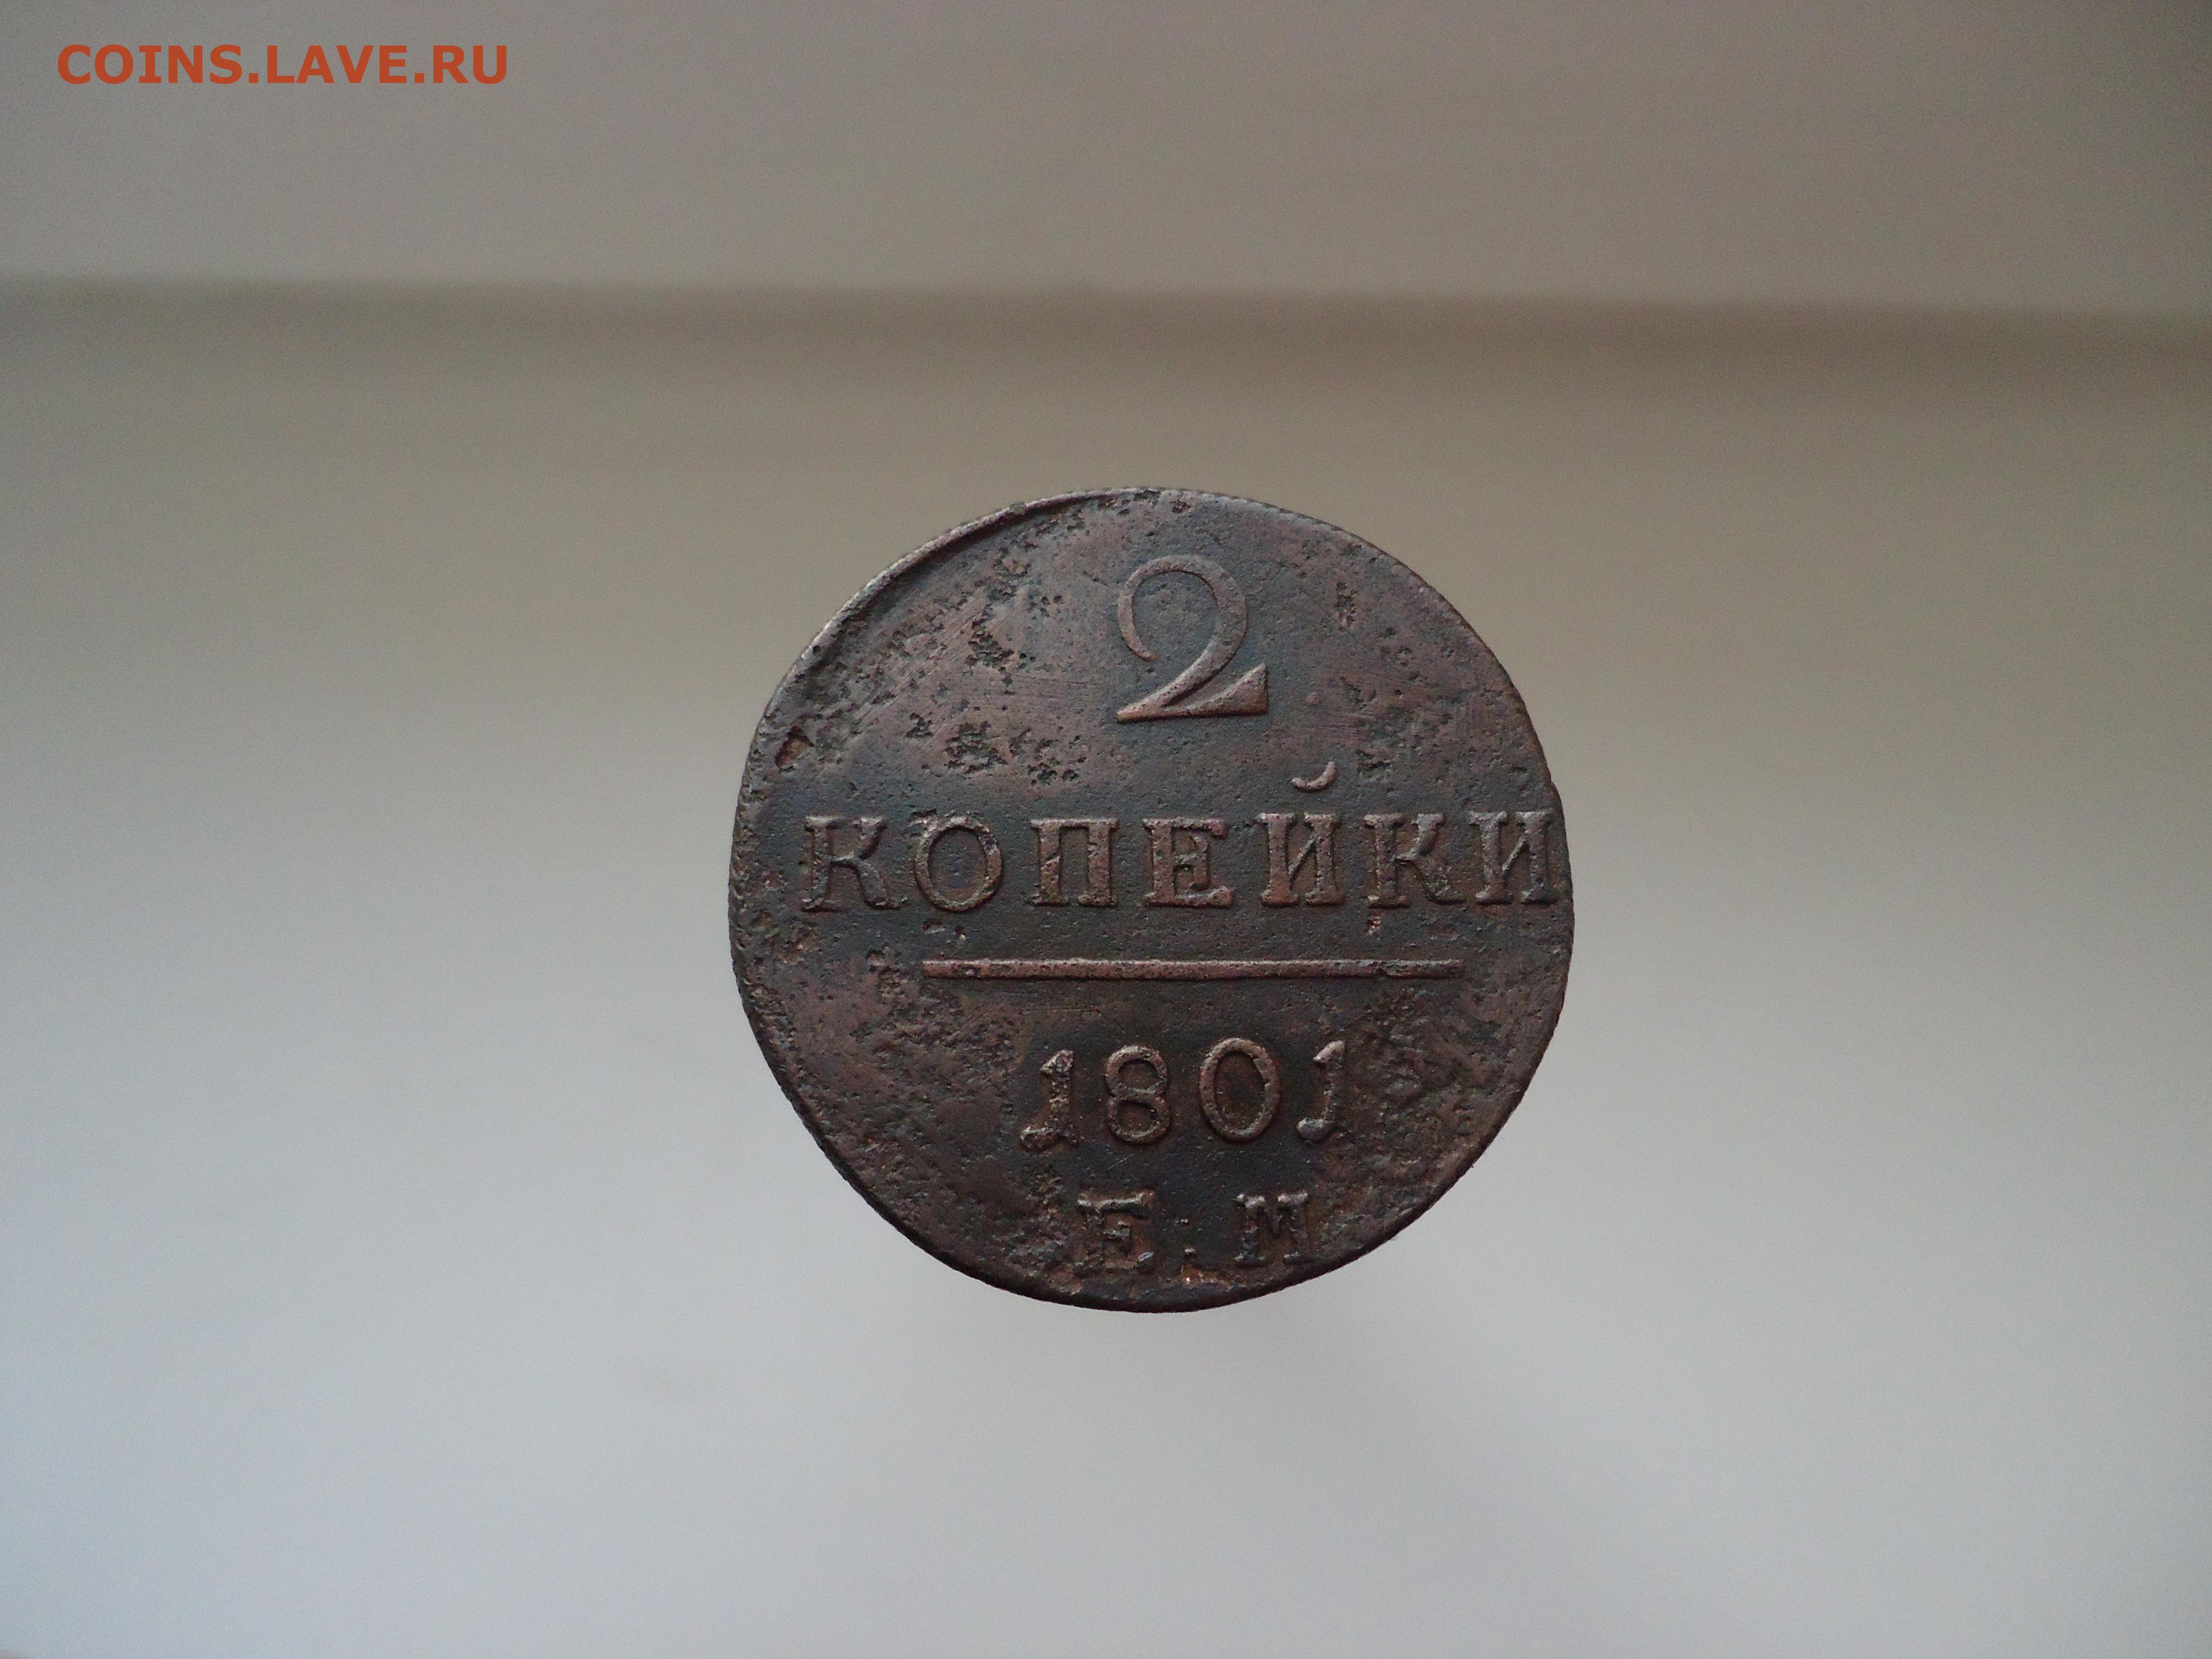 COINS.LAVE.RU
2
КОПЕЙКИ
1801
Е.М